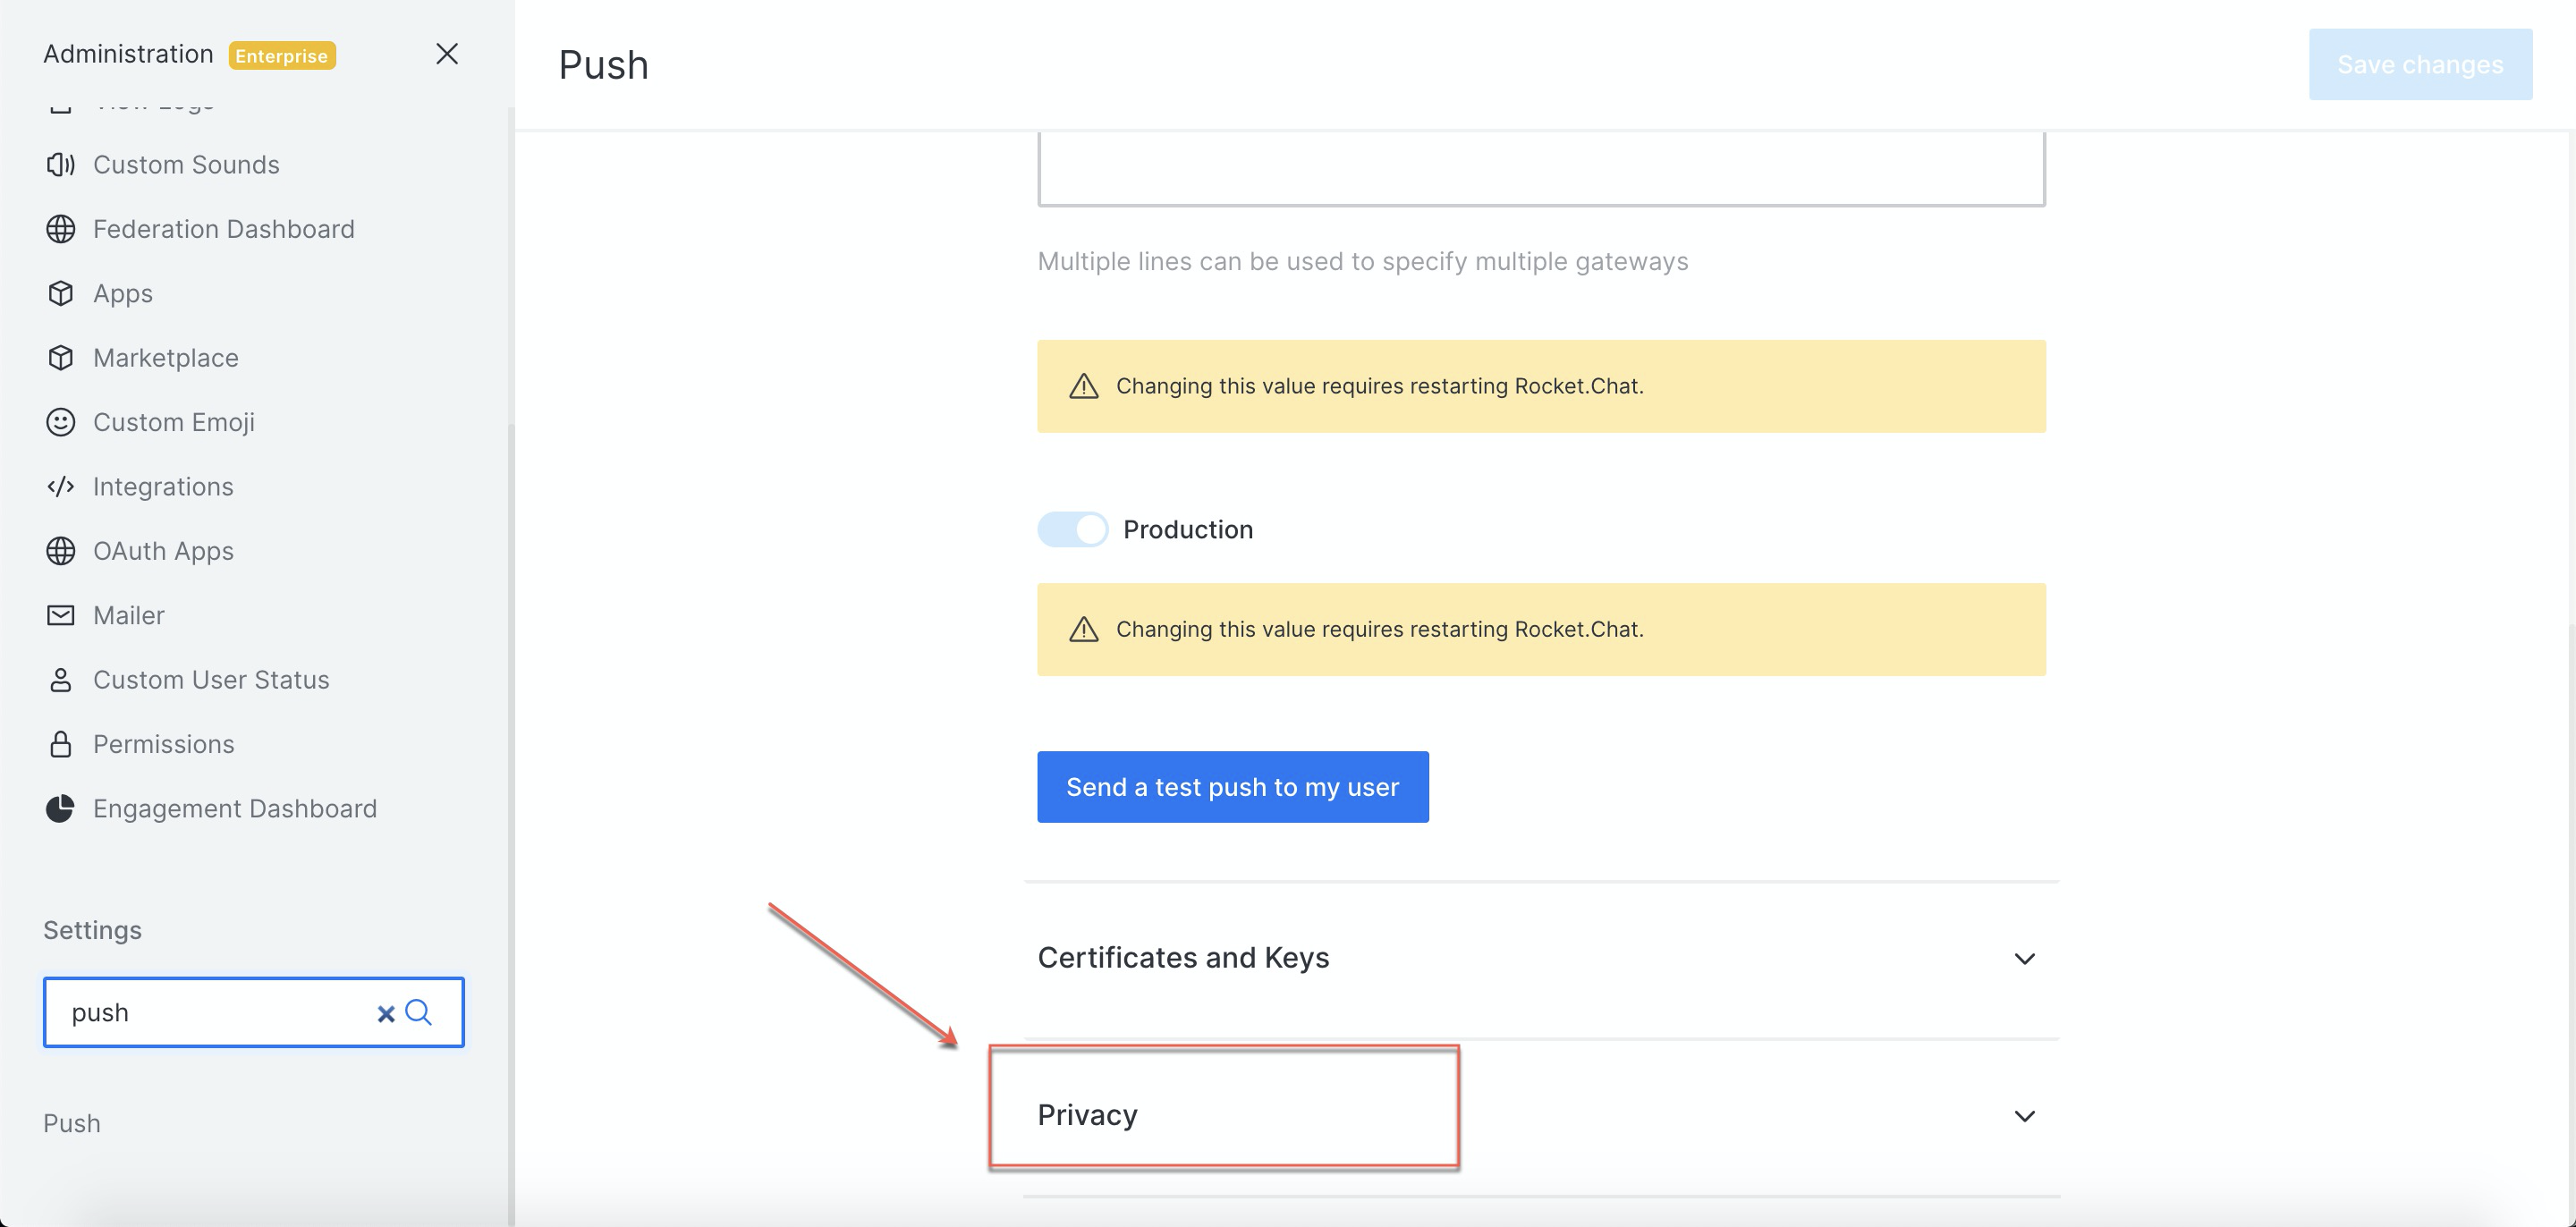 Administration Enterprise
View Logs
Custom Sounds
Federation Dashboard
Apps
Marketplace
Custom Emoji
Integrations
OAuth Apps
Mailer
Custom User Status
Permissions
Engagement Dashboard
Settings
push
Push
Push
Save changes
Multiple lines can be used to specify multiple gateways
Changing this value requires restarting Rocket.Chat.
Production
Changing this value requires restarting Rocket.Chat.
Send a test push to my user
Certificates and Keys
Privacy